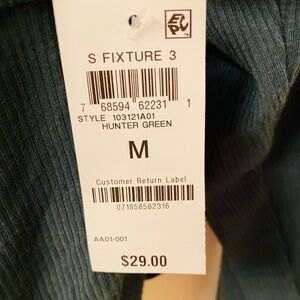 S FIXTURE 3
7 68594 62231 1
STYLE 103121A01
HUNTER GREEN
M
Customer Return Label
071858582316
AA01-001
$29.00